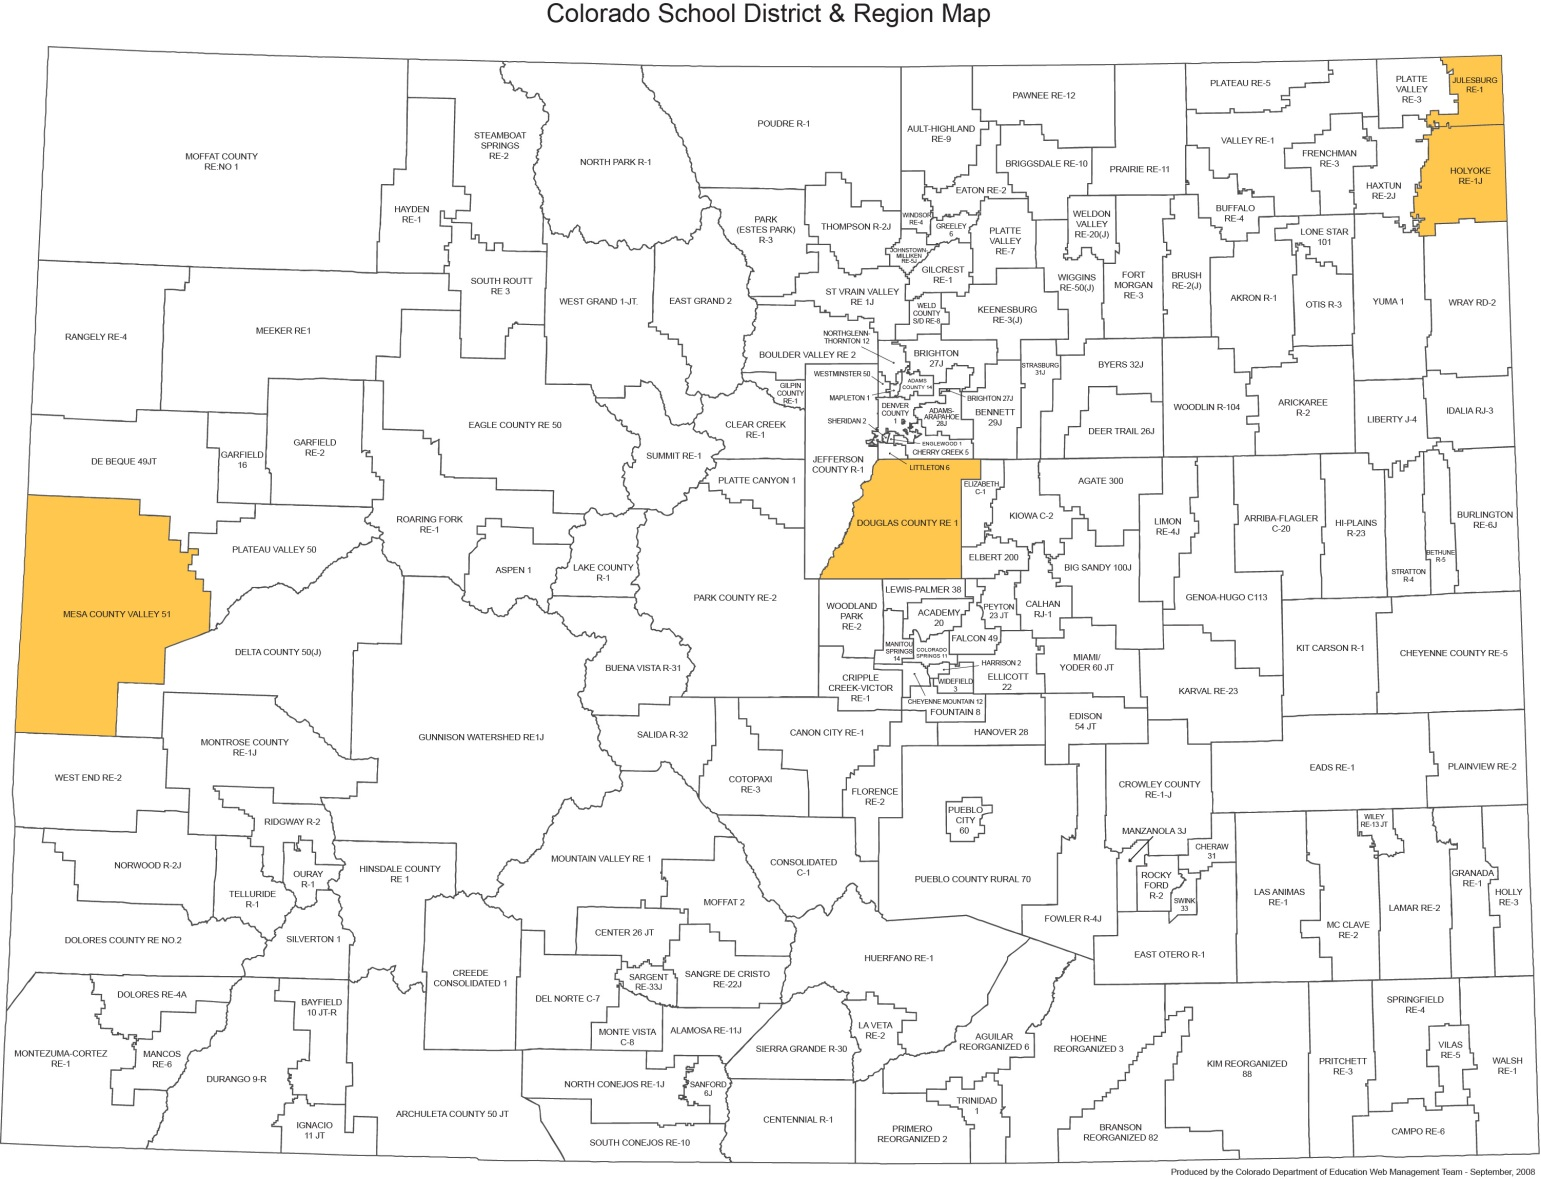 Colorado School District & Region Map
MOFFAT COUNTY
RE:NO 1
HAYDEN
RE-1
STEAMBOAT
SPRINGS
RE-2
NORTH PARK R-1
POUDRE R-1
AULT-HIGHLAND
RE-9
PAWNEE RE-12
BRIGGSDALE RE-10
PRAIRIE RE-11
PLATEAU RE-5
VALLEY RE-1
FRENCHMAN
RE-3
BUFFALO
RE-4
PLATTE
VALLEY
RE-3
JULESBURG
RE-1
HOLYOKE
RE-1J
HAXTUN
RE-2J
LONE STAR
101
EATON RE-2
PARK
(ESTES PARK)
R-3
THOMPSON R-2J
WINDSOR
RE-4
GREELEY
6
PLATTE
VALLEY
RE-7
WELDON
VALLEY
RE-20(J)
JOHNSTOWN-
MILLIKEN
RE-5J
GILCREST
RE-1
WIGGINS
RE-50(J)
FORT
MORGAN
RE-3
BRUSH
RE-2(J)
AKRON R-1
OTIS R-3
YUMA 1
WRAY RD-2
SOUTH ROUTT
RE 3
WEST GRAND 1-JT.
EAST GRAND 2
ST VRAIN VALLEY
RE 1J
WELD
COUNTY
S/D RE-8
KEENESBURG
RE-3(J)
RANGELY RE-4
MEEKER RE1
NORTHGLENN-
THORNTON 12
BOULDER VALLEY RE 2
BRIGHTON
27J
STRASBURG
31J
BYERS 32J
WESTMINSTER 50
ADAMS
COUNTY 14
MAPLETON 1
BRIGHTON 27J
GILPIN
COUNTY
RE-1
DENVER
COUNTY
1
ADAMS-
ARAPAHOE
28J
BENNETT
29J
DEER TRAIL 26J
WOODLIN R-104
ARICKAREE
R-2
LIBERTY J-4
IDALIA RJ-3
SHERIDAN 2
ENGLEWOOD 1
CHERRY CREEK 5
LITTLETON 6
CLEAR CREEK
RE-1
JEFFERSON
COUNTY R-1
EAGLE COUNTY RE 50
SUMMIT RE-1
PLATTE CANYON 1
DE BEQUE 49JT
GARFIELD
16
GARFIELD
RE-2
ROARING FORK
RE-1
PLATEAU VALLEY 50
ASPEN 1
LAKE COUNTY
R-1
DOUGLAS COUNTY RE 1
ELIZABETH
C-1
KIOWA C-2
AGATE 300
ELBERT 200
BIG SANDY 100J
LIMON
RE-4J
ARRIBA-FLAGLER
C-20
HI-PLAINS
R-23
STRATTON
R-4
BETHUNE
R-5
BURLINGTON
RE-6J
MESA COUNTY VALLEY 51
DELTA COUNTY 50(J)
PARK COUNTY RE-2
LEWIS-PALMER 38
WOODLAND
PARK
RE-2
ACADEMY
20
PEYTON
23 JT
CALHAN
RJ-1
GENOA-HUGO C113
FALCON 49
MANITOU
SPRINGS
14
COLORADO
SPRINGS 11
HARRISON 2
WIDEFIELD
3
ELLICOTT
22
MIAMI/
YODER 60 JT
KIT CARSON R-1
CHEYENNE COUNTY RE-5
BUENA VISTA R-31
CRIPPLE
CREEK-VICTOR
RE-1
CHEYENNE MOUNTAIN 12
FOUNTAIN 8
HANOVER 28
EDISON
54 JT
KARVAL RE-23
MONTROSE COUNTY
RE-1J
GUNNISON WATERSHED RE1J
SALIDA R-32
CANON CITY RE-1
WEST END RE-2
COTOPAXI
RE-3
FLORENCE
RE-2
PUEBLO
CITY
60
CROWLEY COUNTY
RE-1-J
EADS RE-1
PLAINVIEW RE-2
RIDGWAY R-2
MANZANOLA 3J
CHERAW
31
WILEY
RE-13 JT
NORWOOD R-2J
TELLURIDE
R-1
OURAY
R-1
HINSDALE COUNTY
RE 1
MOUNTAIN VALLEY RE 1
CONSOLIDATED
C-1
PUEBLO COUNTY RURAL 70
ROCKY
FORD
R-2
SWINK
33
FOWLER R-4J
LAS ANIMAS
RE-1
MC CLAVE
RE-2
LAMAR RE-2
GRANADA
RE-1
HOLLY
RE-3
MOFFAT 2
DOLORES COUNTY RE NO.2
SILVERTON 1
CENTER 26 JT
EAST OTERO R-1
HUERFANO RE-1
CREEDE
CONSOLIDATED 1
SARGENT
RE-33J
SANGRE DE CRISTO
RE-22J
DEL NORTE C-7
DOLORES RE-4A
BAYFIELD
10 JT-R
MONTE VISTA
C-8
ALAMOSA RE-11J
SIERRA GRANDE R-30
LA VETA
RE-2
AGUILAR
REORGANIZED 6
HOEHNE
REORGANIZED 3
SPRINGFIELD
RE-4
MONTEZUMA-CORTEZ
RE-1
MANCOS
RE-6
DURANGO 9-R
NORTH CONEJOS RE-1J
SANFORD
6J
KIM REORGANIZED
88
PRITCHETT
RE-3
VILAS
RE-5
WALSH
RE-1
IGNACIO
11 JT
ARCHULETA COUNTY 50 JT
SOUTH CONEJOS RE-10
CENTENNIAL R-1
TRINIDAD
1
PRIMERO
REORGANIZED 2
BRANSON
REORGANIZED 82
CAMPO RE-6
Produced by the Colorado Department of Education Web Management Team - September, 2008